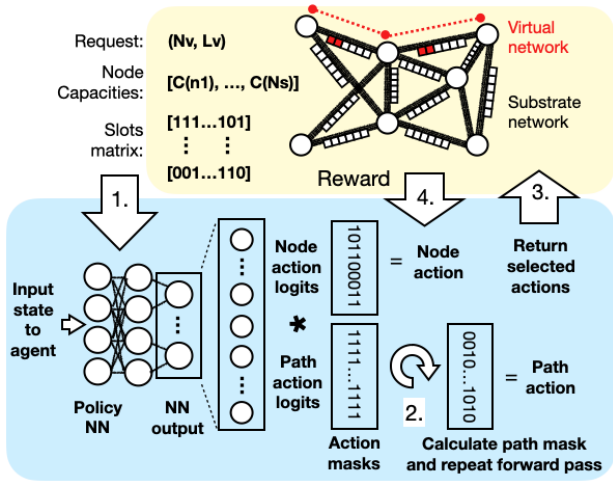 Request: (Nv, Lv)
Virtual
network
Node
Capacities: [C(n1), ..., C(Ns)]
Substrate
network
Slots
matrix:
[111...101]
[001...110]
Reward
1.
4.
3.
Node
action
logits
101100011
=
Node
action
Return
selected
actions
Input
state to
agent
*
Path
action
logits
1111...1111
2.
0010...1010
=
Path
action
Policy
NN
NN
output
Action
masks
Calculate path mask
and repeat forward pass